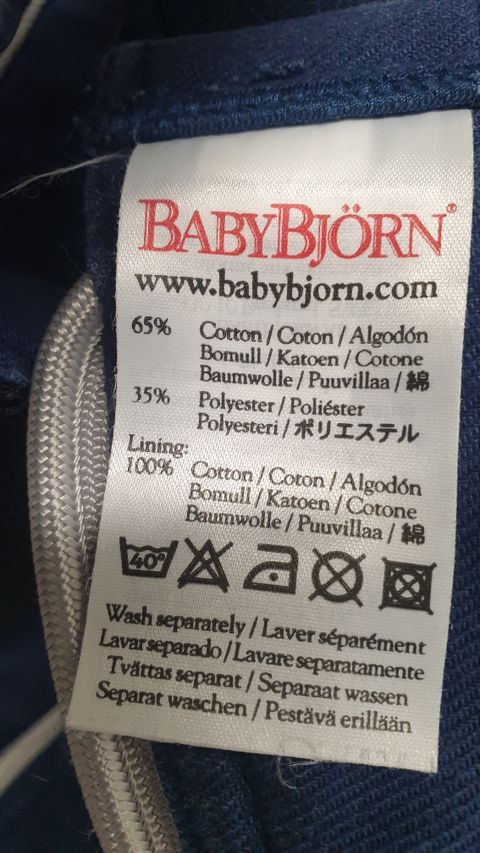 BABYBJÖRN®
www.babybjorn.com
65% Cotton / Coton / Algodón
Bomull / Katoen / Cotone
Baumwolle / Puuvillaa / 綿
35% Polyester / Poliéster
Polyesteri / ポリエステル
Lining:
100% Cotton / Coton / Algodón
Bomull / Katoen / Cotone
Baumwolle / Puuvillaa / 綿
40°
Wash separately / Laver séparément
Lavar separado / Lavare separatamente
Tvättas separat / Separaat wassen
Separat waschen / Pestävä erillään